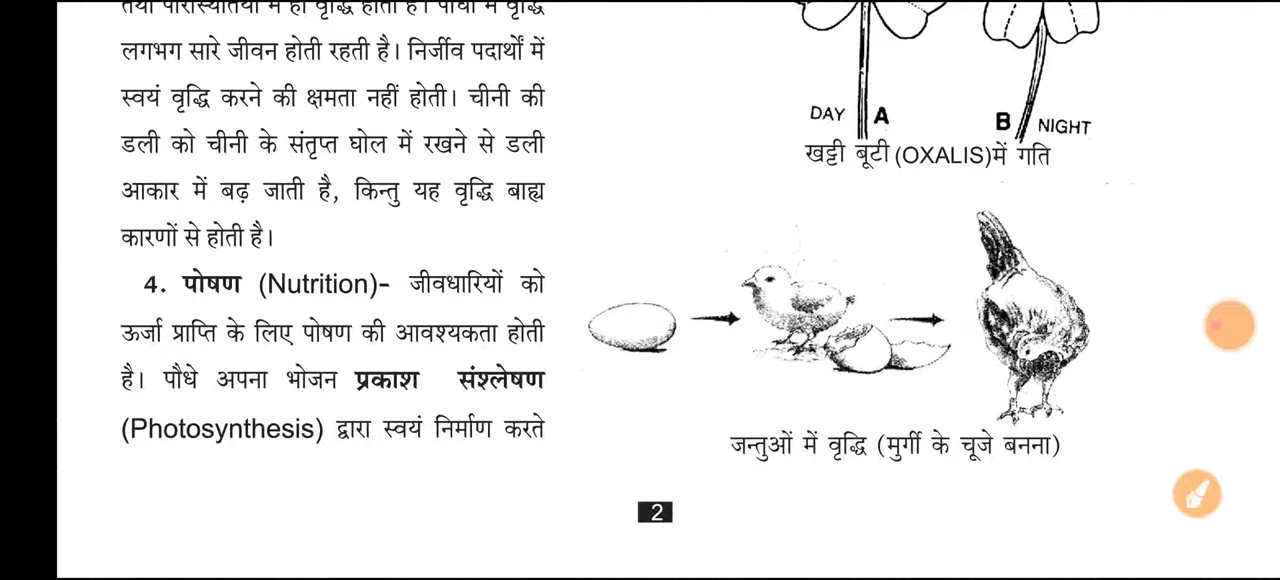 तथा परिस्थितियों में ही वृद्धि होती है। पौधों में वृद्धि
लगभग सारे जीवन होती रहती है। निर्जीव पदार्थों में
स्वयं वृद्धि करने की क्षमता नहीं होती। चीनी की
डली को चीनी के संतृप्त घोल में रखने से डली
आकार में बढ़ जाती है, किन्तु यह वृद्धि बाह्य
कारणों से होती है।
4. पोषण (Nutrition)- जीवधारियों को
ऊर्जा प्राप्ति के लिए पोषण की आवश्यकता होती
है। पौधे अपना भोजन प्रकाश संश्लेषण
(Photosynthesis) द्वारा स्वयं निर्माण करते
DAY A
B NIGHT
खट्टी बूटी (OXALIS)में गति
जन्तुओं में वृद्धि (मुर्गी के चूजे बनना)
2